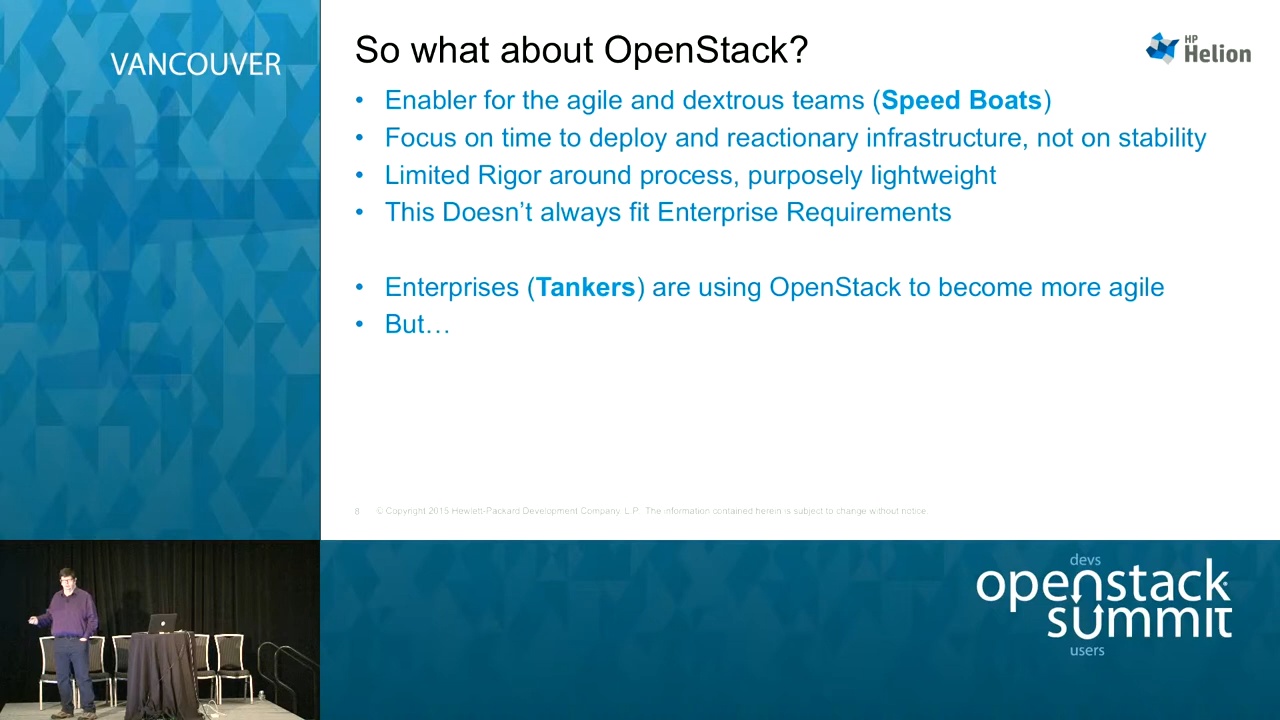 VANCOUVER
So what about OpenStack?
HP
Helion
• Enabler for the agile and dextrous teams (Speed Boats)
• Focus on time to deploy and reactionary infrastructure, not on stability
• Limited Rigor around process, purposely lightweight
• This Doesn’t always fit Enterprise Requirements
• Enterprises (Tankers) are using OpenStack to become more agile
• But…
8 © Copyright 2015 Hewlett-Packard Development Company, L.P. The information contained herein is subject to change without notice.
devs
openstack
summit
users